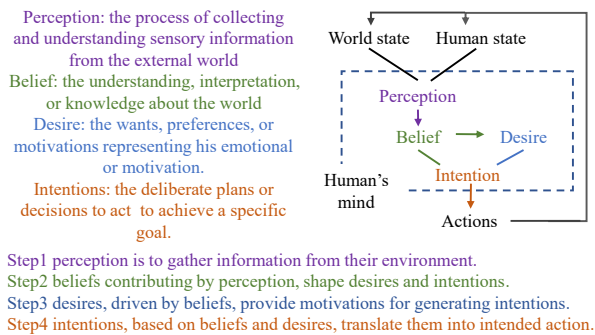 Perception: the process of collecting
and understanding sensory information
from the external world
Belief: the understanding, interpretation,
or knowledge about the world
Desire: the wants, preferences, or
motivations representing his emotional
or motivation.
Intentions: the deliberate plans or
decisions to act to achieve a specific
goal.
World state
Human state
Perception
Belief
Desire
Intention
Human's
mind
Actions
Step1 perception is to gather information from their environment.
Step2 beliefs contributing by perception, shape desires and intentions.
Step3 desires, driven by beliefs, provide motivations for generating intentions.
Step4 intentions, based on beliefs and desires, translate them into intended action.